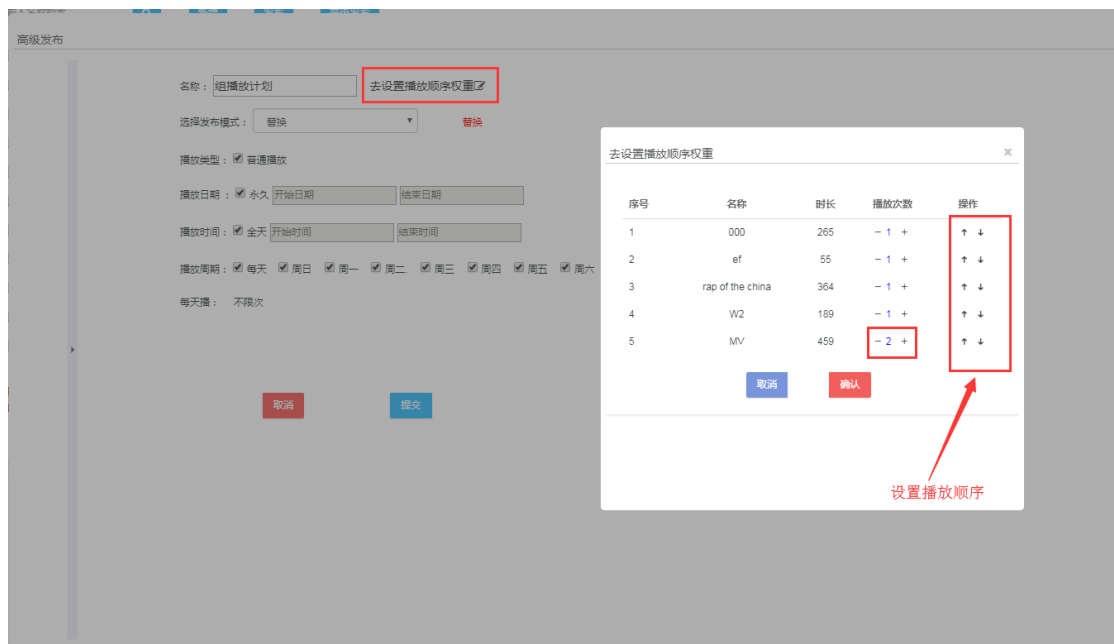 高级发布
名称： 组播放计划 去设置播放顺序权重
选择发布模式： 替换 替换
播放类型： 普通播放
播放日期 ： 永久 开始日期 结束日期
播放时间： 全天 开始时间 结束时间
播放周期： 每天 周日 周一 周二 周三 周四 周五 周六
每天播： 不限次
取消 提交
去设置播放顺序权重 ×
序号 名称 时长 播放次数 操作
1 000 265 － 1 ＋ ↑ ↓
2 ef 55 － 1 ＋ ↑ ↓
3 rap of the china 364 － 1 ＋ ↑ ↓
4 W2 189 － 1 ＋ ↑ ↓
5 MV 459 － 2 ＋ ↑ ↓
取消 确认
设置播放顺序